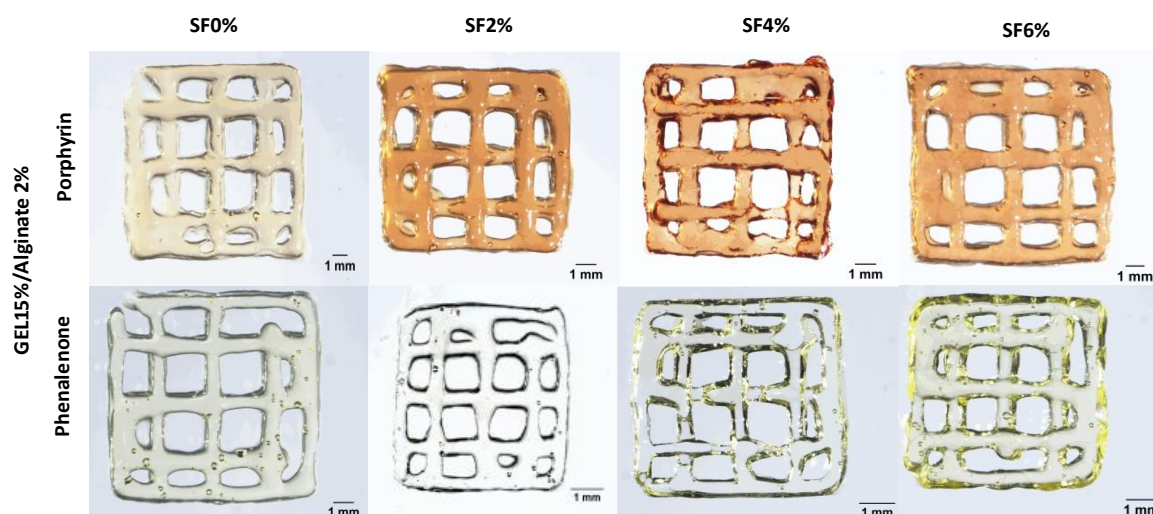 SF0%
SF2%
SF4%
SF6%
GEL15%/Alginate 2%
Porphyrin
1 mm
1 mm
1 mm
1 mm
Phenalenone
1 mm
1 mm
1 mm
1 mm